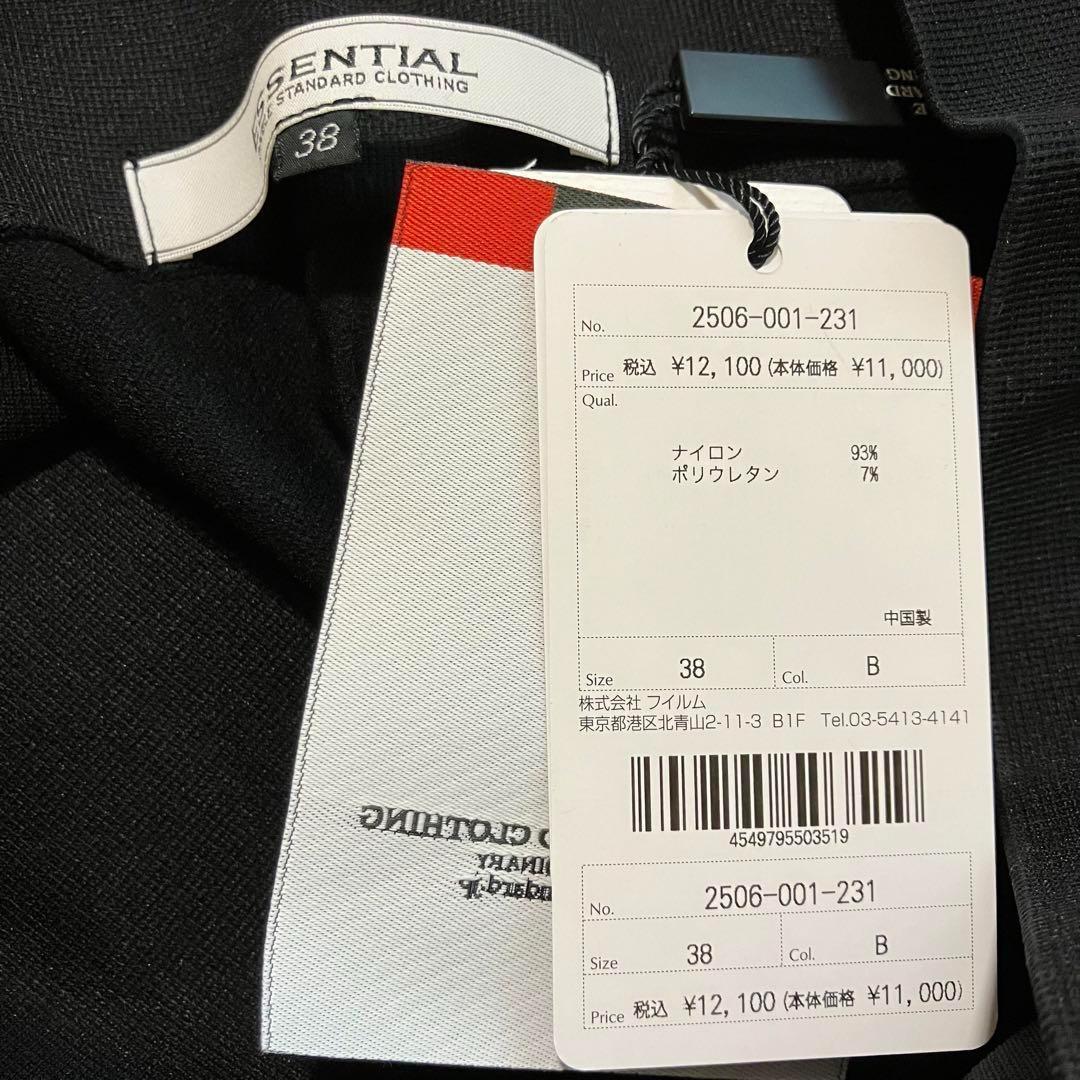 ESSENTIAL
STANDARD CLOTHING
38
No. 2506-001-231
Price 税込 ¥12,100 (本体価格 ¥11,000)
Qual.
ナイロン 93%
ポリウレタン 7%
中国製
Size 38 Col. B
株式会社 フイルム
東京都港区北青山2-11-3 B1F Tel.03-5413-4141
4549795503519
No. 2506-001-231
Size 38 Col. B
Price 税込 ¥12,100 (本体価格 ¥11,000)
CLOTHING